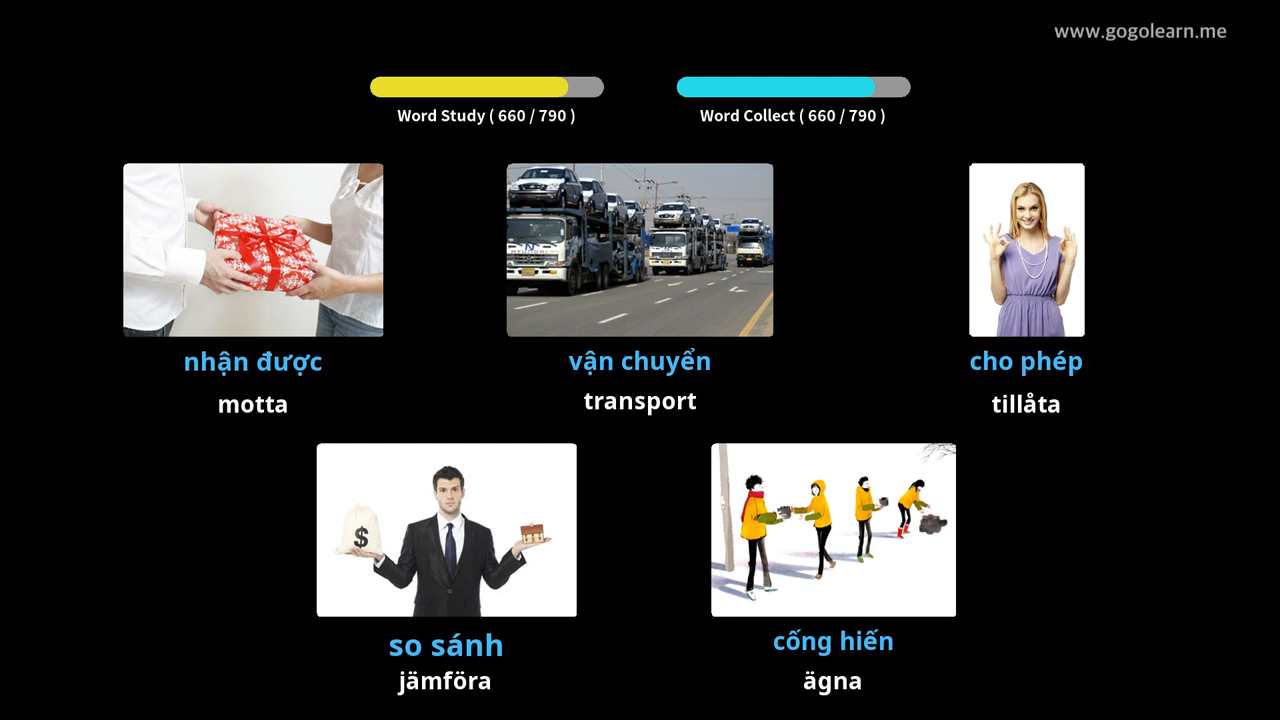 www.gogolearn.me
Word Study ( 660 / 790 )
Word Collect ( 660 / 790 )
nhận được
vận chuyển
cho phép
motta
transport
tillåta
so sánh
cống hiến
jämföra
ägna